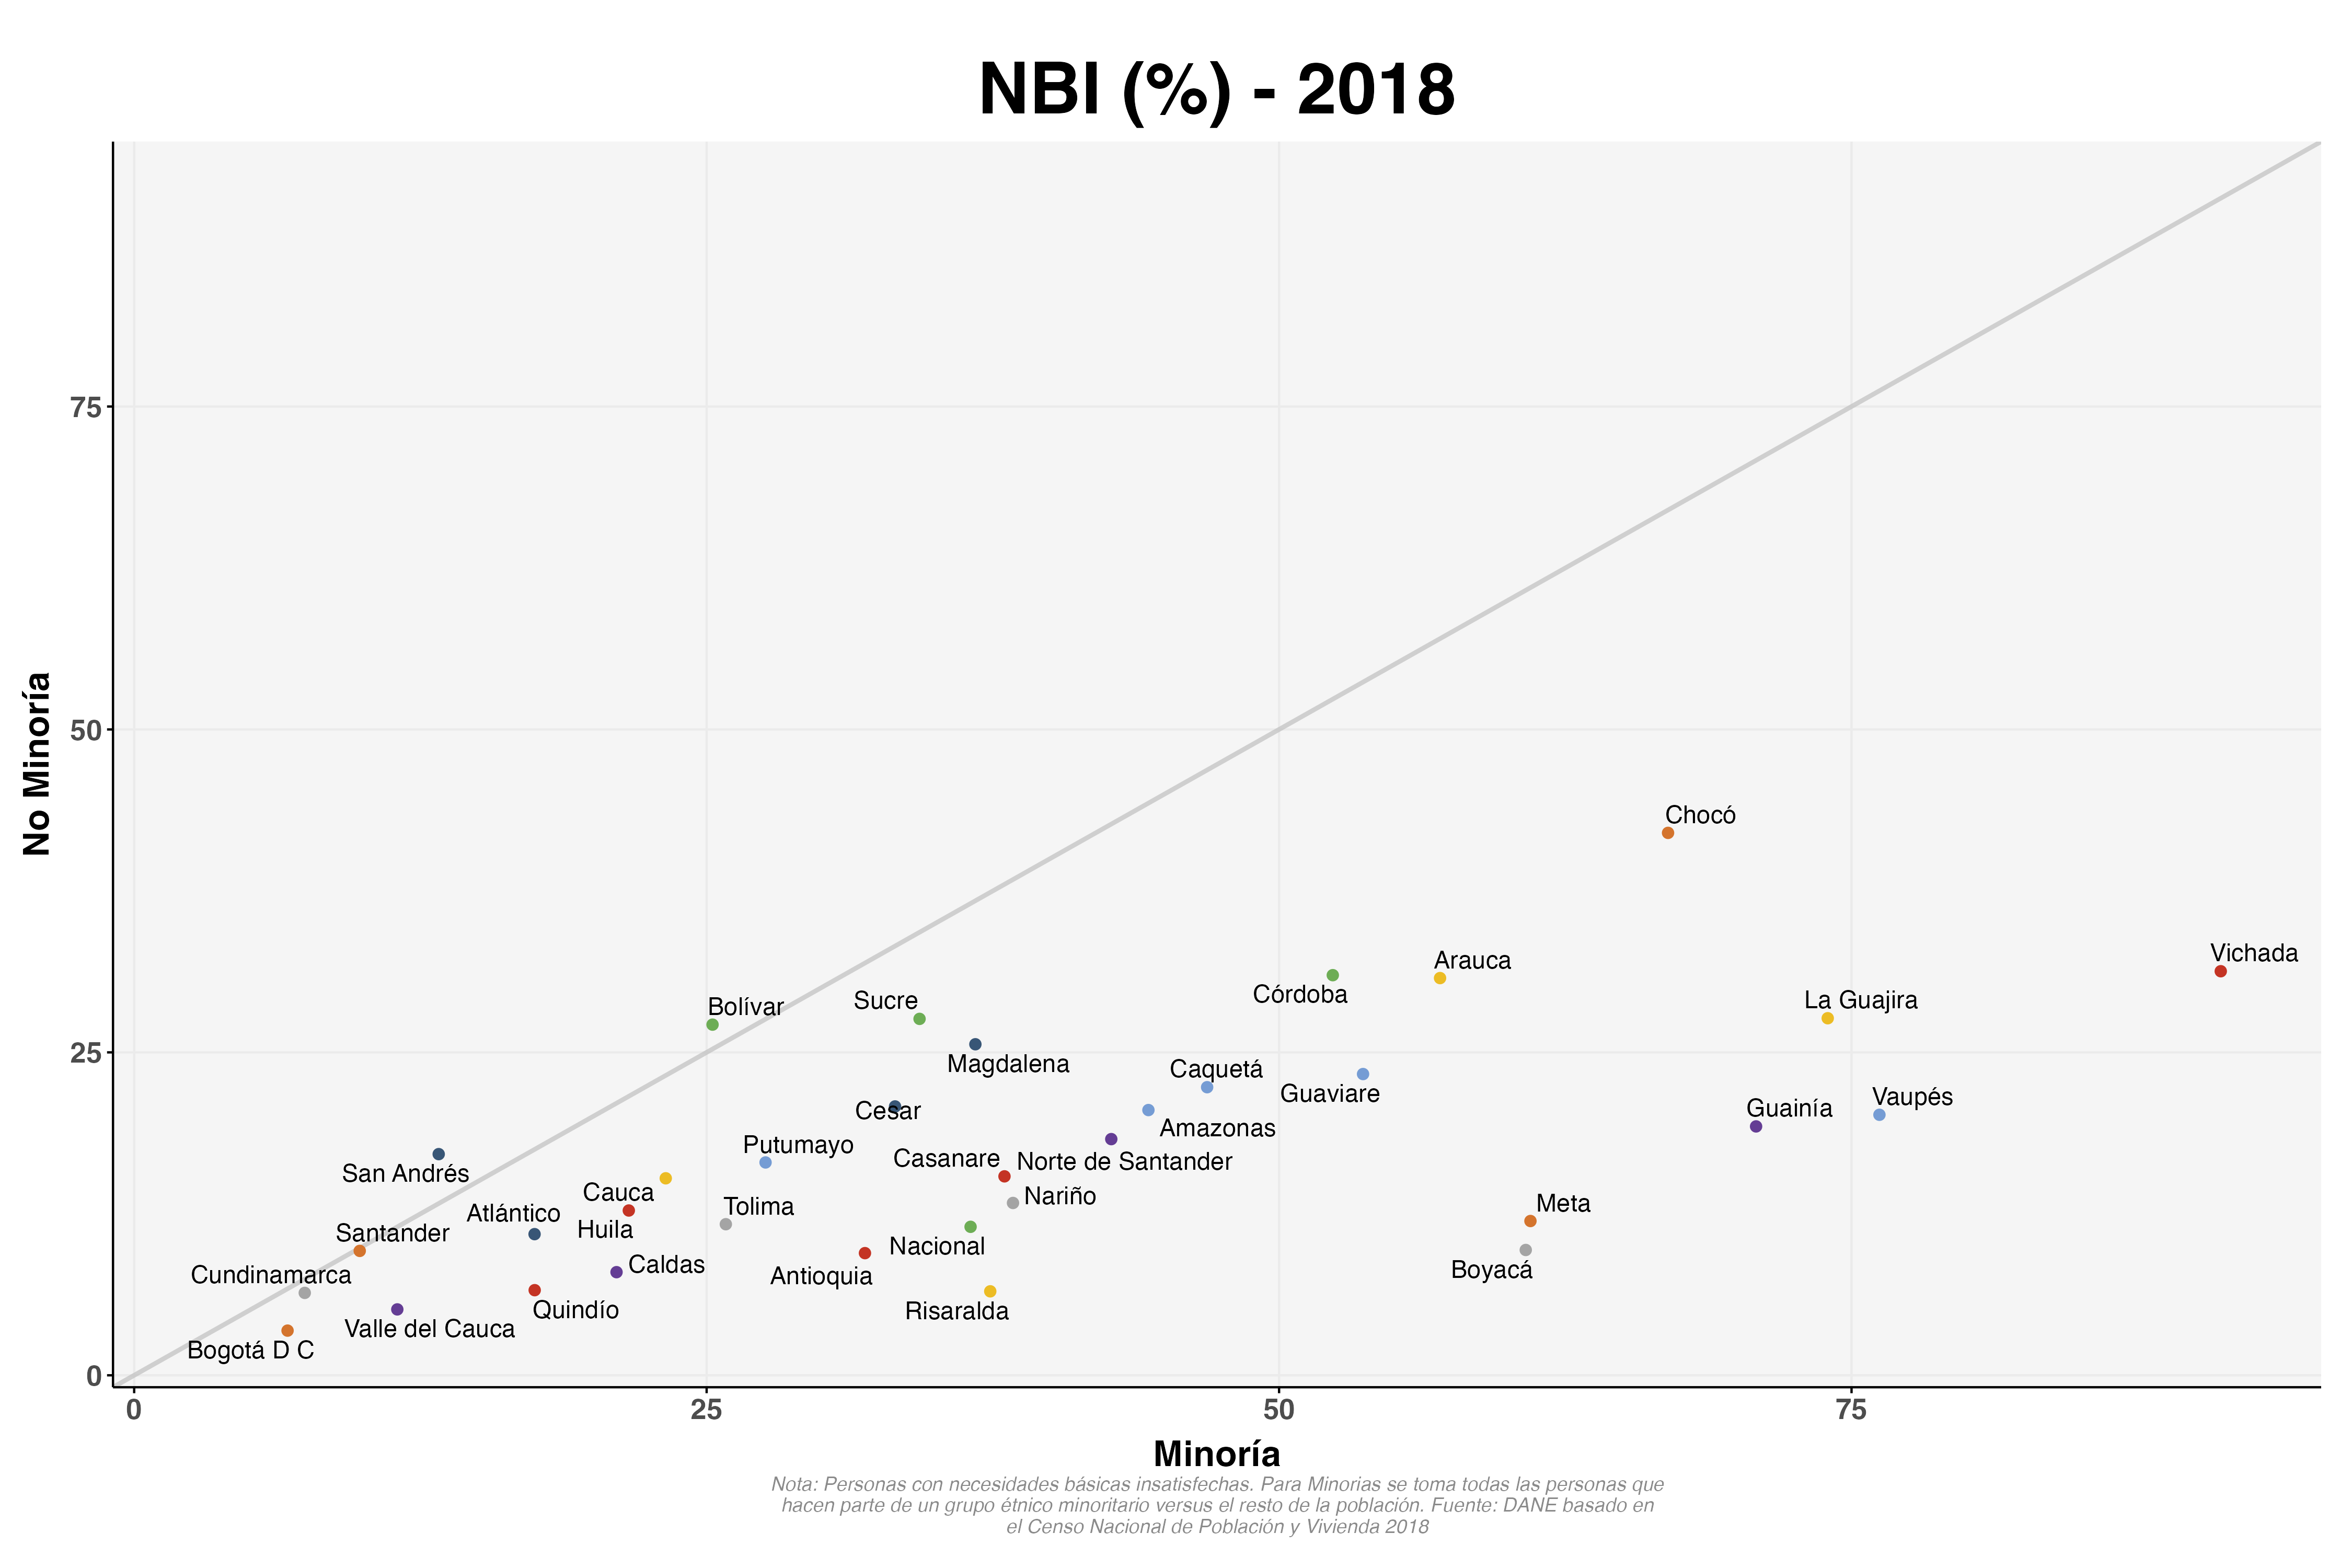 NBI (%) - 2018
No Minoría
75
50
25
0
Chocó
Vichada
Arauca
Córdoba
La Guajira
Sucre
Bolívar
Magdalena
Caquetá
Guaviare
Vaupés
Guainía
Cesar
Amazonas
Putumayo
Casanare
Norte de Santander
San Andrés
Cauca
Nariño
Meta
Tolima
Atlántico
Huila
Santander
Nacional
Caldas
Boyacá
Cundinamarca
Antioquia
Quindío
Risaralda
Valle del Cauca
Bogotá D C
0
25
50
75
Minoría
Nota: Personas con necesidades básicas insatisfechas. Para Minorias se toma todas las personas que
hacen parte de un grupo étnico minoritario versus el resto de la población. Fuente: DANE basado en
el Censo Nacional de Población y Vivienda 2018